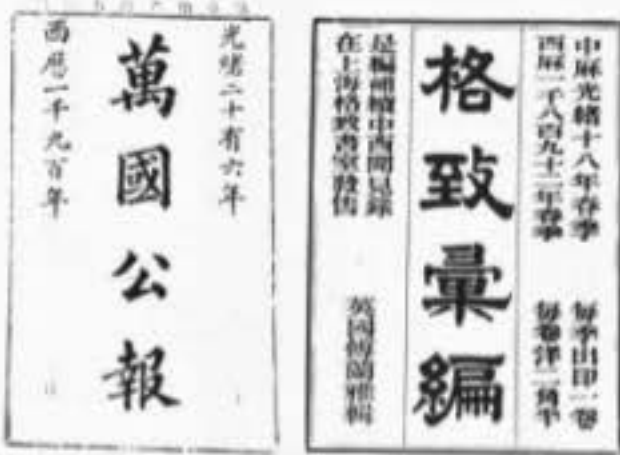 光緒二十有六年
萬國公報
西曆一千九百年
中厤光緒十八年春季 每季出印一卷
西厤一千八百九十二年春季 每卷洋二角半
格致彙編
是編補續中西聞見錄
在上海格致書室發售
英國傅蘭雅輯